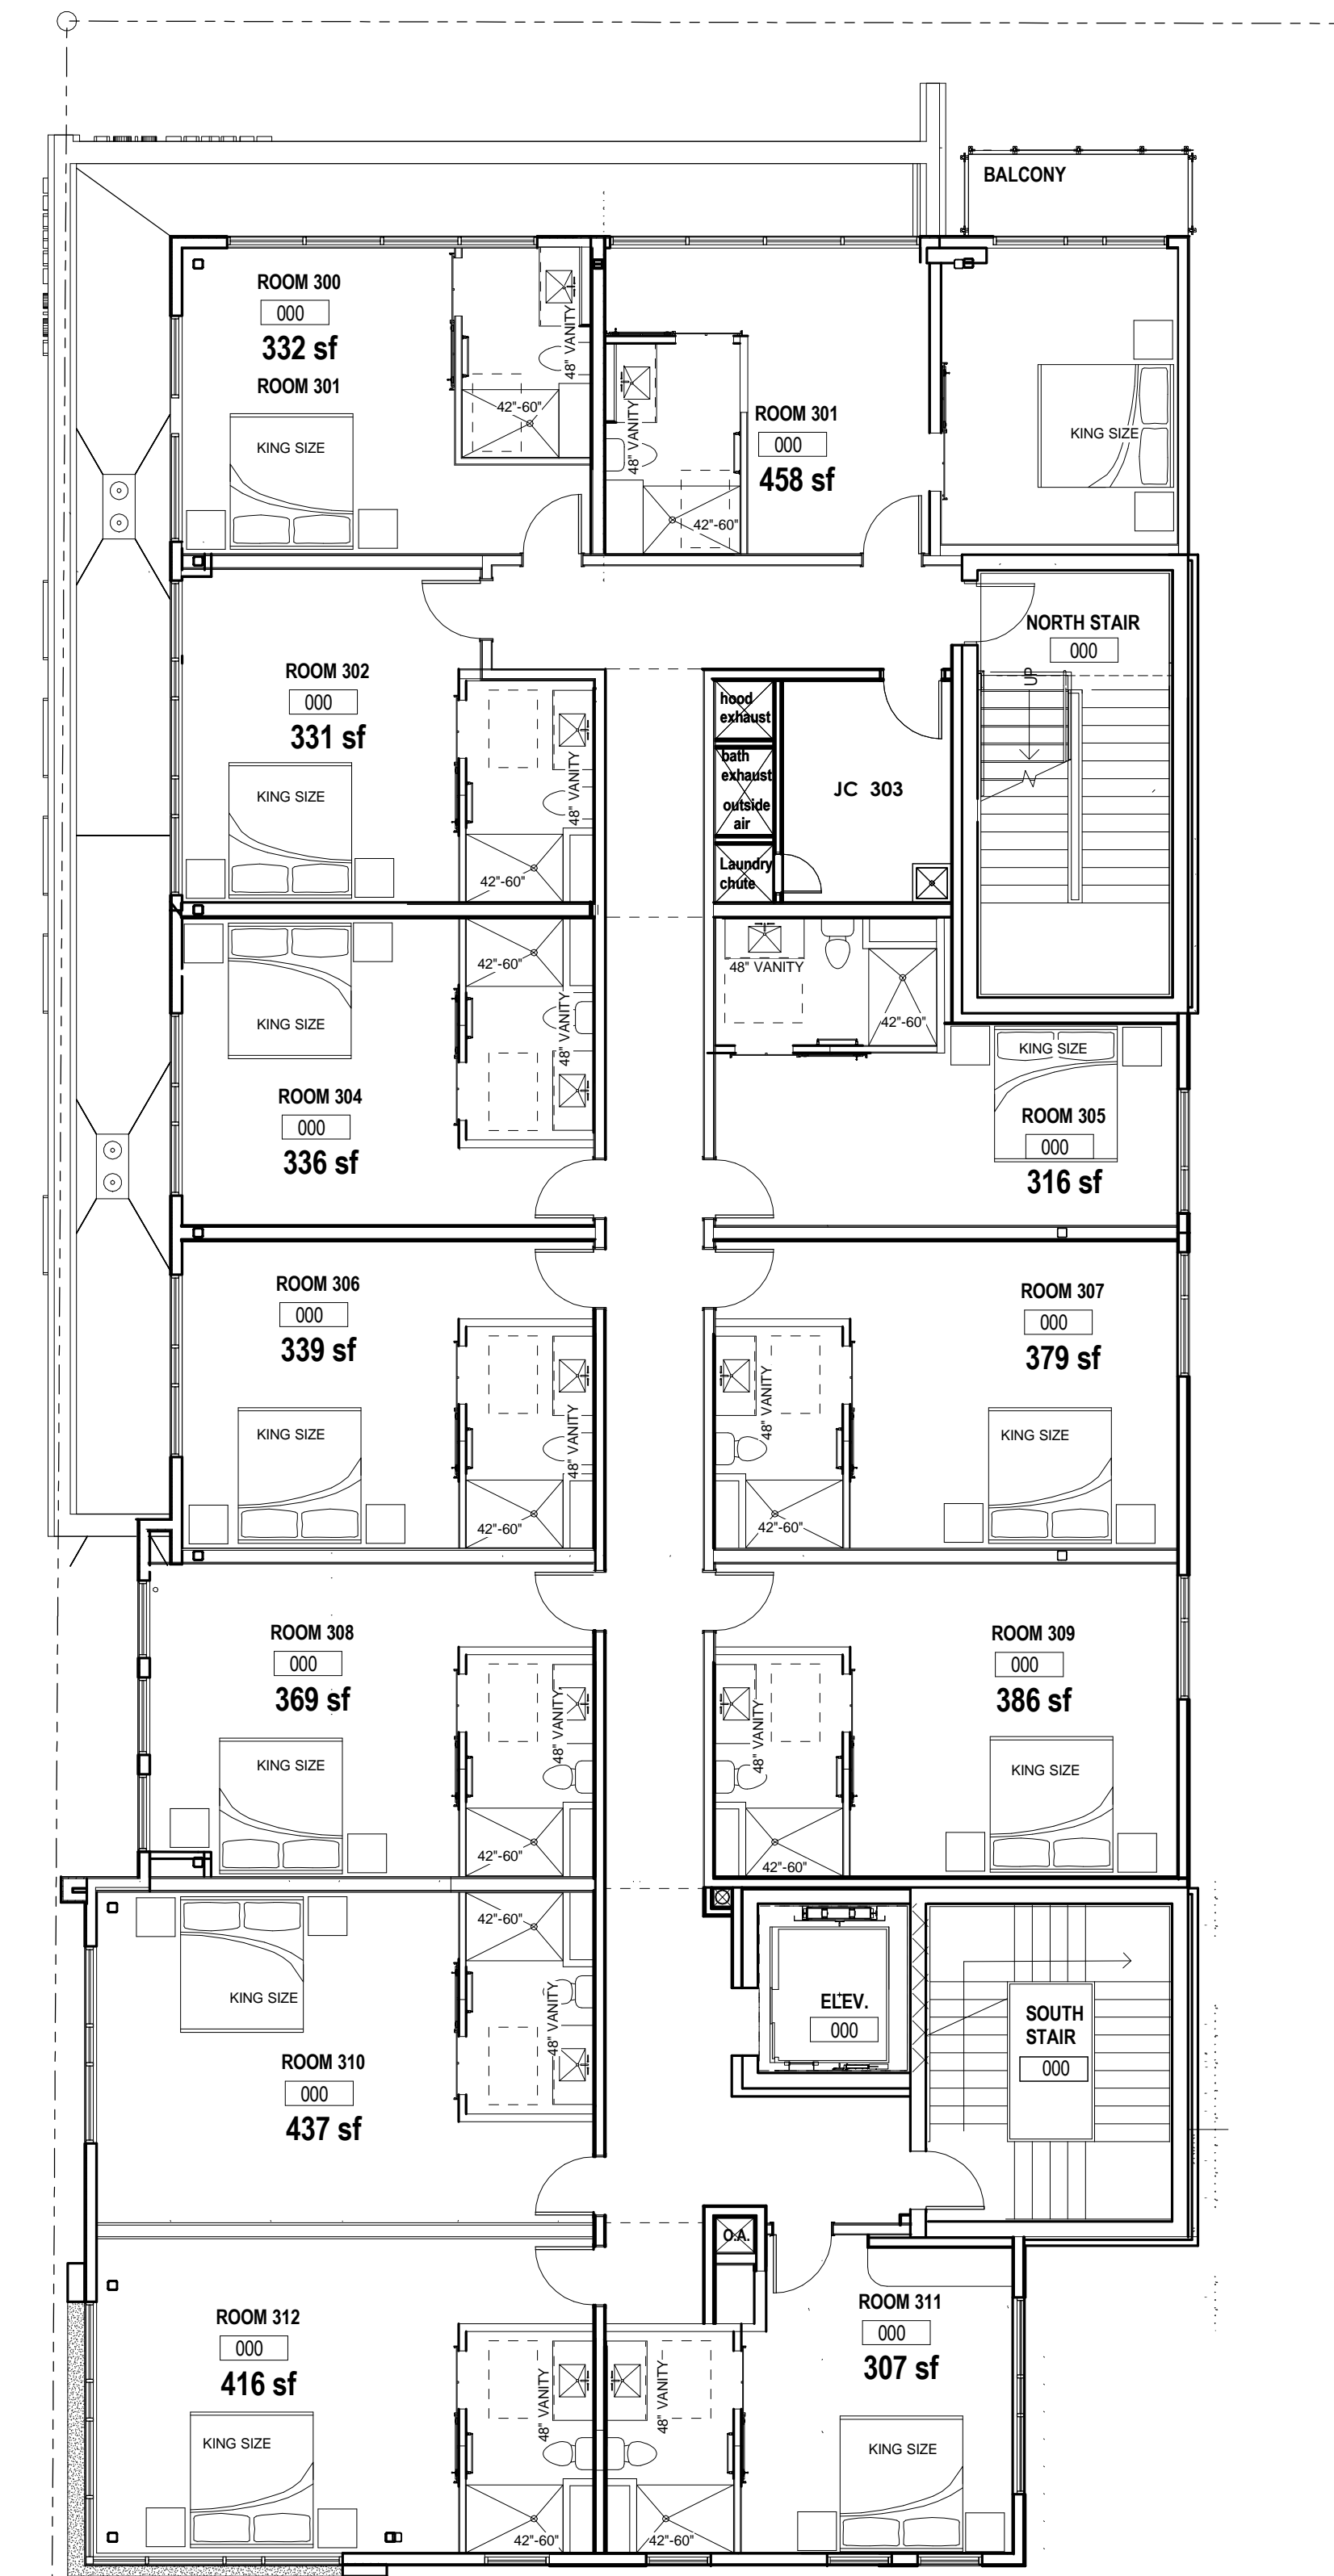 BALCONY
ROOM 300
000
332 sf
ROOM 301
KING SIZE
48" VANITY
42"-60"
48" VANITY
42"-60"
ROOM 301
000
458 sf
KING SIZE
NORTH STAIR
000
UP
ROOM 302
000
331 sf
KING SIZE
48" VANITY
42"-60"
hood
exhaust
bath
exhaust
outside
air
Laundry
chute
JC 303
KING SIZE
ROOM 304
000
336 sf
42"-60"
48" VANITY
48" VANITY
42"-60"
KING SIZE
ROOM 305
000
316 sf
ROOM 306
000
339 sf
KING SIZE
48" VANITY
42"-60"
ROOM 307
000
379 sf
KING SIZE
48" VANITY
42"-60"
ROOM 308
000
369 sf
KING SIZE
48" VANITY
42"-60"
ROOM 309
000
386 sf
KING SIZE
48" VANITY
42"-60"
KING SIZE
ROOM 310
000
437 sf
42"-60"
48" VANITY
ELEV.
000
SOUTH
STAIR
000
O.A.
ROOM 312
000
416 sf
KING SIZE
48" VANITY
42"-60"
48" VANITY
42"-60"
ROOM 311
000
307 sf
KING SIZE